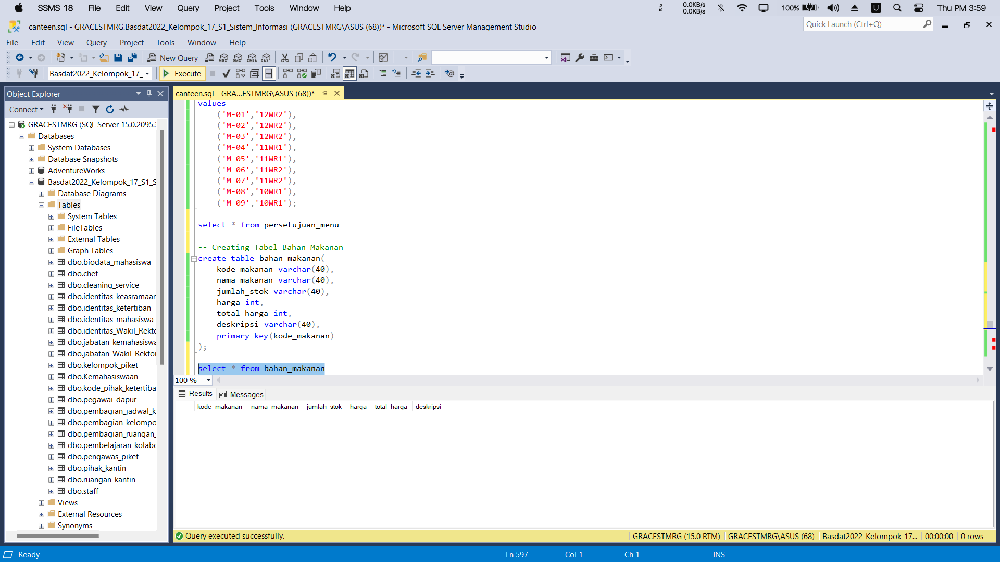 SSMS 18 File Edit View Query Project Tools Window Help
0.0KB/s
0.0KB/s
100%
U
Thu PM 3:59
canteen.sql - GRACESTMRG.Basdat2022_Kelompok_17_S1_Sistem_Informasi (GRACESTMRG\ASUS (68))* - Microsoft SQL Server Management Studio
Quick Launch (Ctrl+Q)
File Edit View Query Project Tools Window Help
New Query
MDX DMX XMLA DAX
Basdat2022_Kelompok_17_
Execute
Object Explorer
Connect
GRACESTMRG (SQL Server 15.0.2095.3
Databases
System Databases
Database Snapshots
AdventureWorks
Basdat2022_Kelompok_17_S1_S
Database Diagrams
Tables
System Tables
FileTables
External Tables
Graph Tables
dbo.biodata_mahasiswa
dbo.chef
dbo.cleaning_service
dbo.identitas_keasramaan
dbo.identitas_ketertiban
dbo.identitas_mahasiswa
dbo.identitas_Wakil_Rekto
dbo.jabatan_kemahasiswa
dbo.jabatan_Wakil_Rektor
dbo.kelompok_piket
dbo.Kemahasiswaan
dbo.kode_pihak_ketertiba
dbo.pegawai_dapur
dbo.pembagian_jadwal_k
dbo.pembagian_kelompo
dbo.pembagian_ruangan_
dbo.pembelajaran_kolabo
dbo.pengawas_piket
dbo.pihak_kantin
dbo.ruangan_kantin
dbo.staff
Views
External Resources
Synonyms
canteen.sql - GRA...ESTMRG\ASUS (68))*
values
('M-01','12WR2'),
('M-02','12WR2'),
('M-03','12WR2'),
('M-04','11WR1'),
('M-05','11WR1'),
('M-06','11WR2'),
('M-07','11WR2'),
('M-08','10WR1'),
('M-09','10WR1');
select * from persetujuan_menu
-- Creating Tabel Bahan Makanan
create table bahan_makanan(
kode_makanan varchar(40),
nama_makanan varchar(40),
jumlah_stok varchar(40),
harga int,
total_harga int,
deskripsi varchar(40),
primary key(kode_makanan)
);
select * from bahan_makanan
100 %
Results Messages
kode_makanan nama_makanan jumlah_stok harga total_harga deskripsi
Query executed successfully.
GRACESTMRG (15.0 RTM) GRACESTMRG\ASUS (68) Basdat2022_Kelompok_17... 00:00:00 0 rows
Ready
Ln 597 Col 1 Ch 1 INS